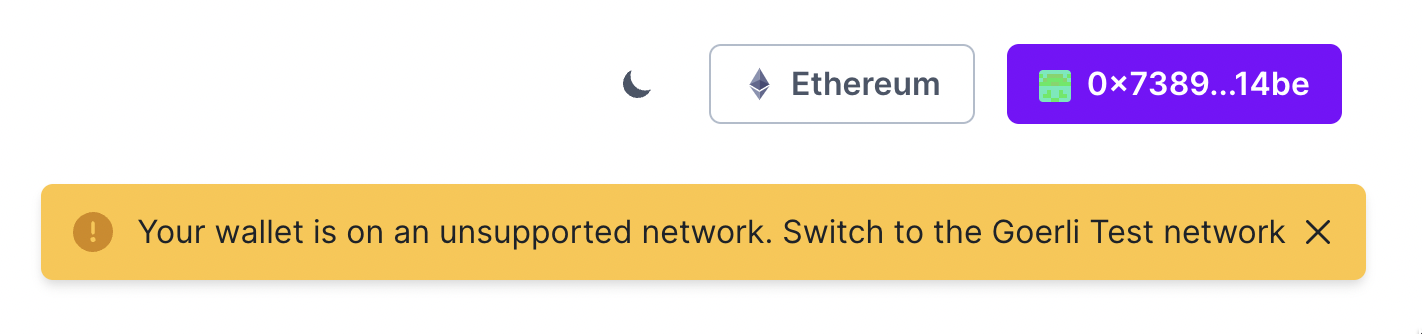 Ethereum
0×7389...14be
Your wallet is on an unsupported network. Switch to the Goerli Test network